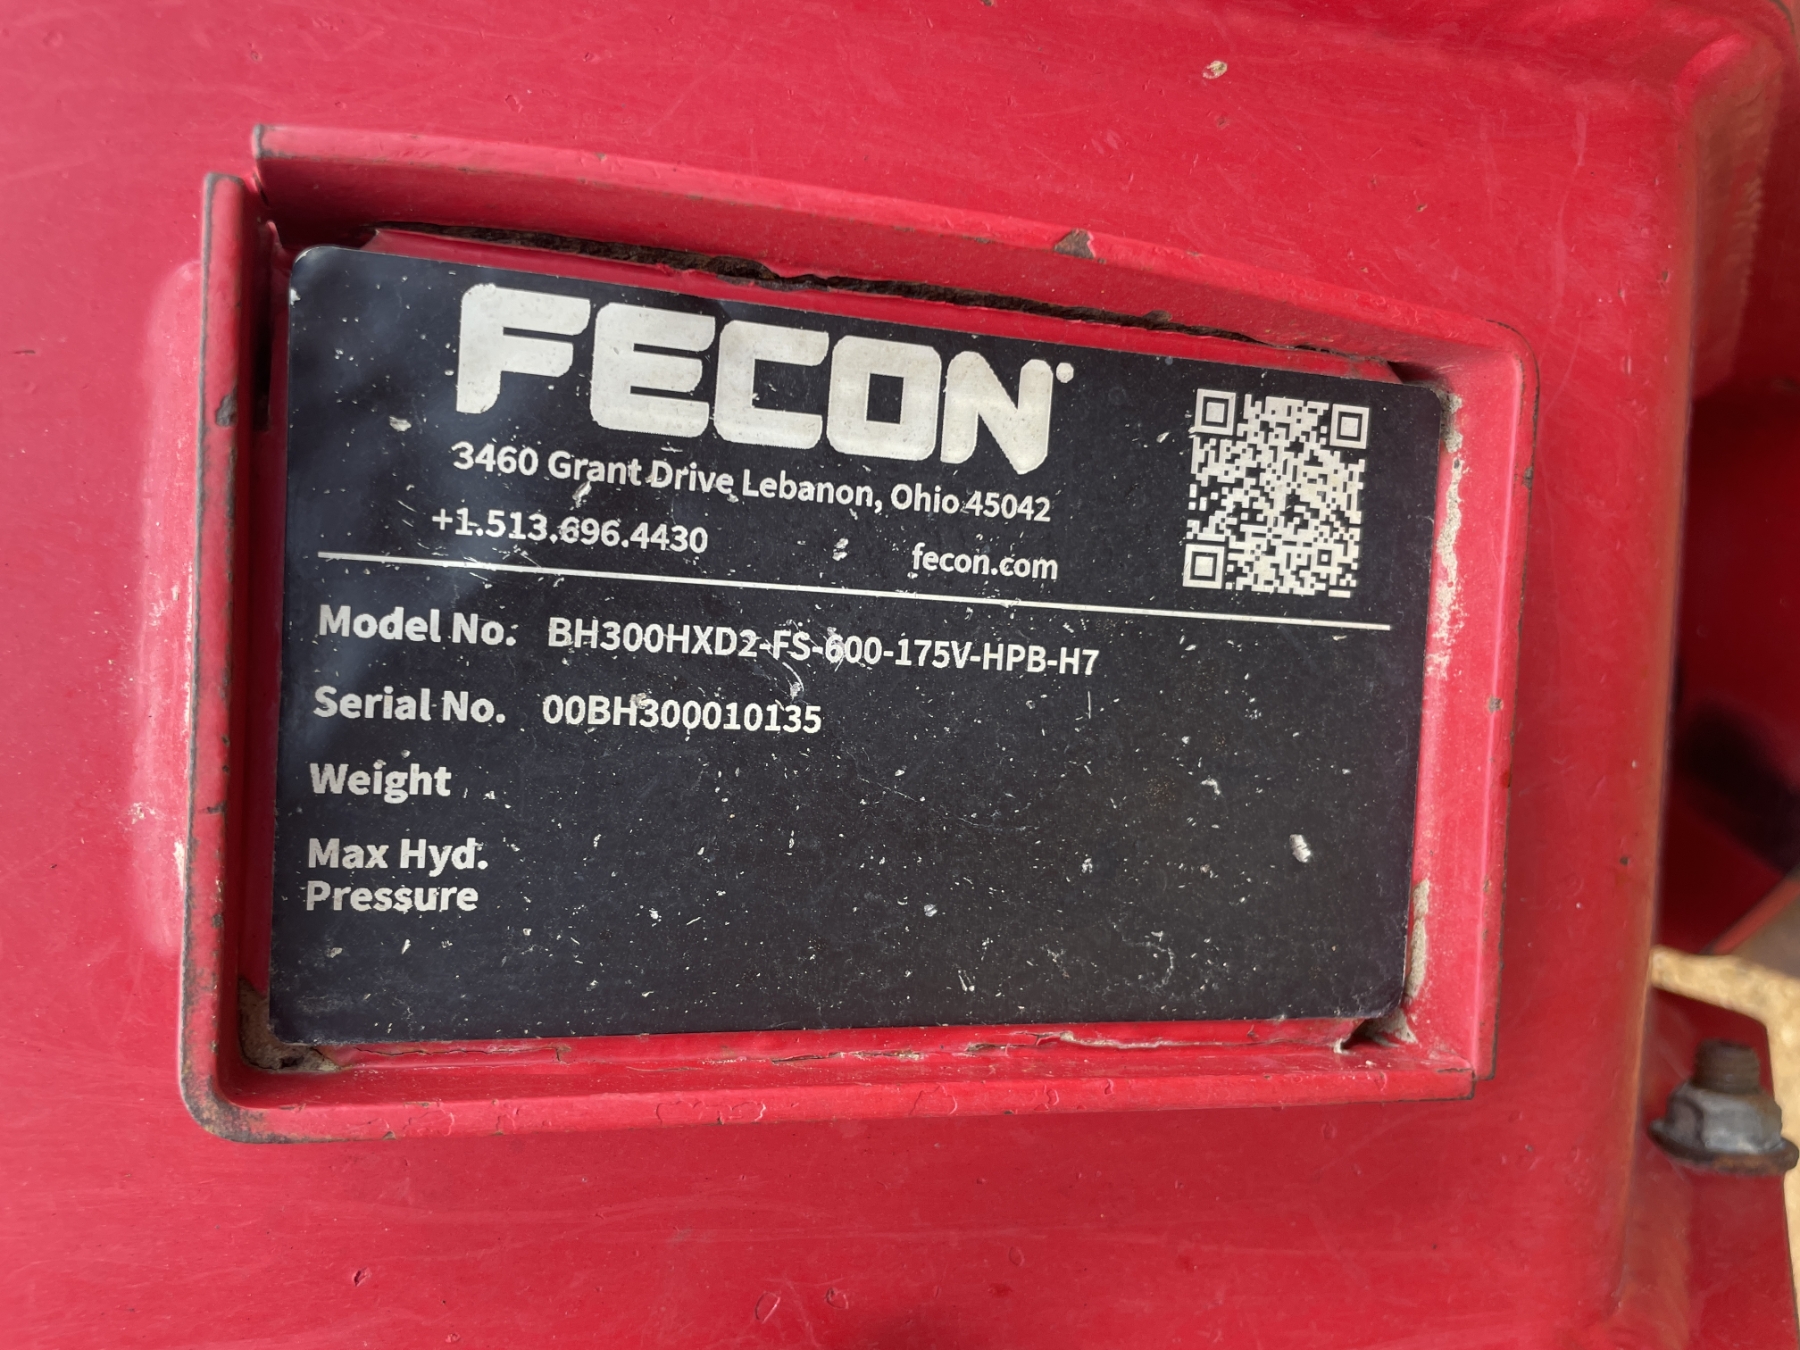 FECON
3460 Grant Drive Lebanon, Ohio 45042
+1.513.696.4430 fecon.com
Model No: BH300HXD2-FS-600-175V-HPB-H7
Serial No. 00BH300010135
Weight
Max Hyd.
Pressure